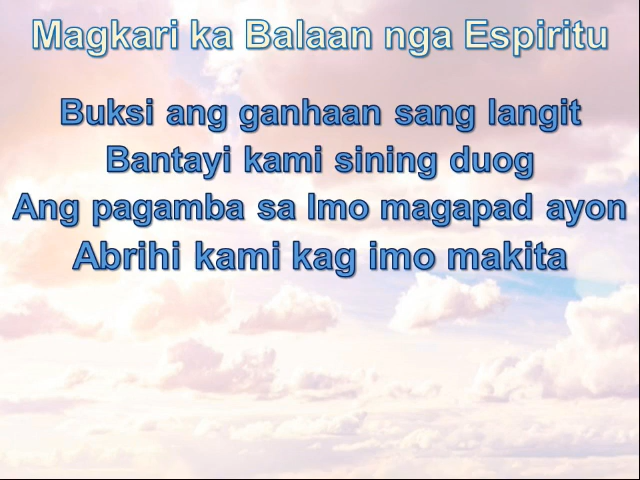 Magkari ka Balaan nga Espiritu
Buksi ang ganhaan sang langit
Bantayi kami sining duog
Ang pagamba sa Imo magapad ayon
Abrihi kami kag imo makita